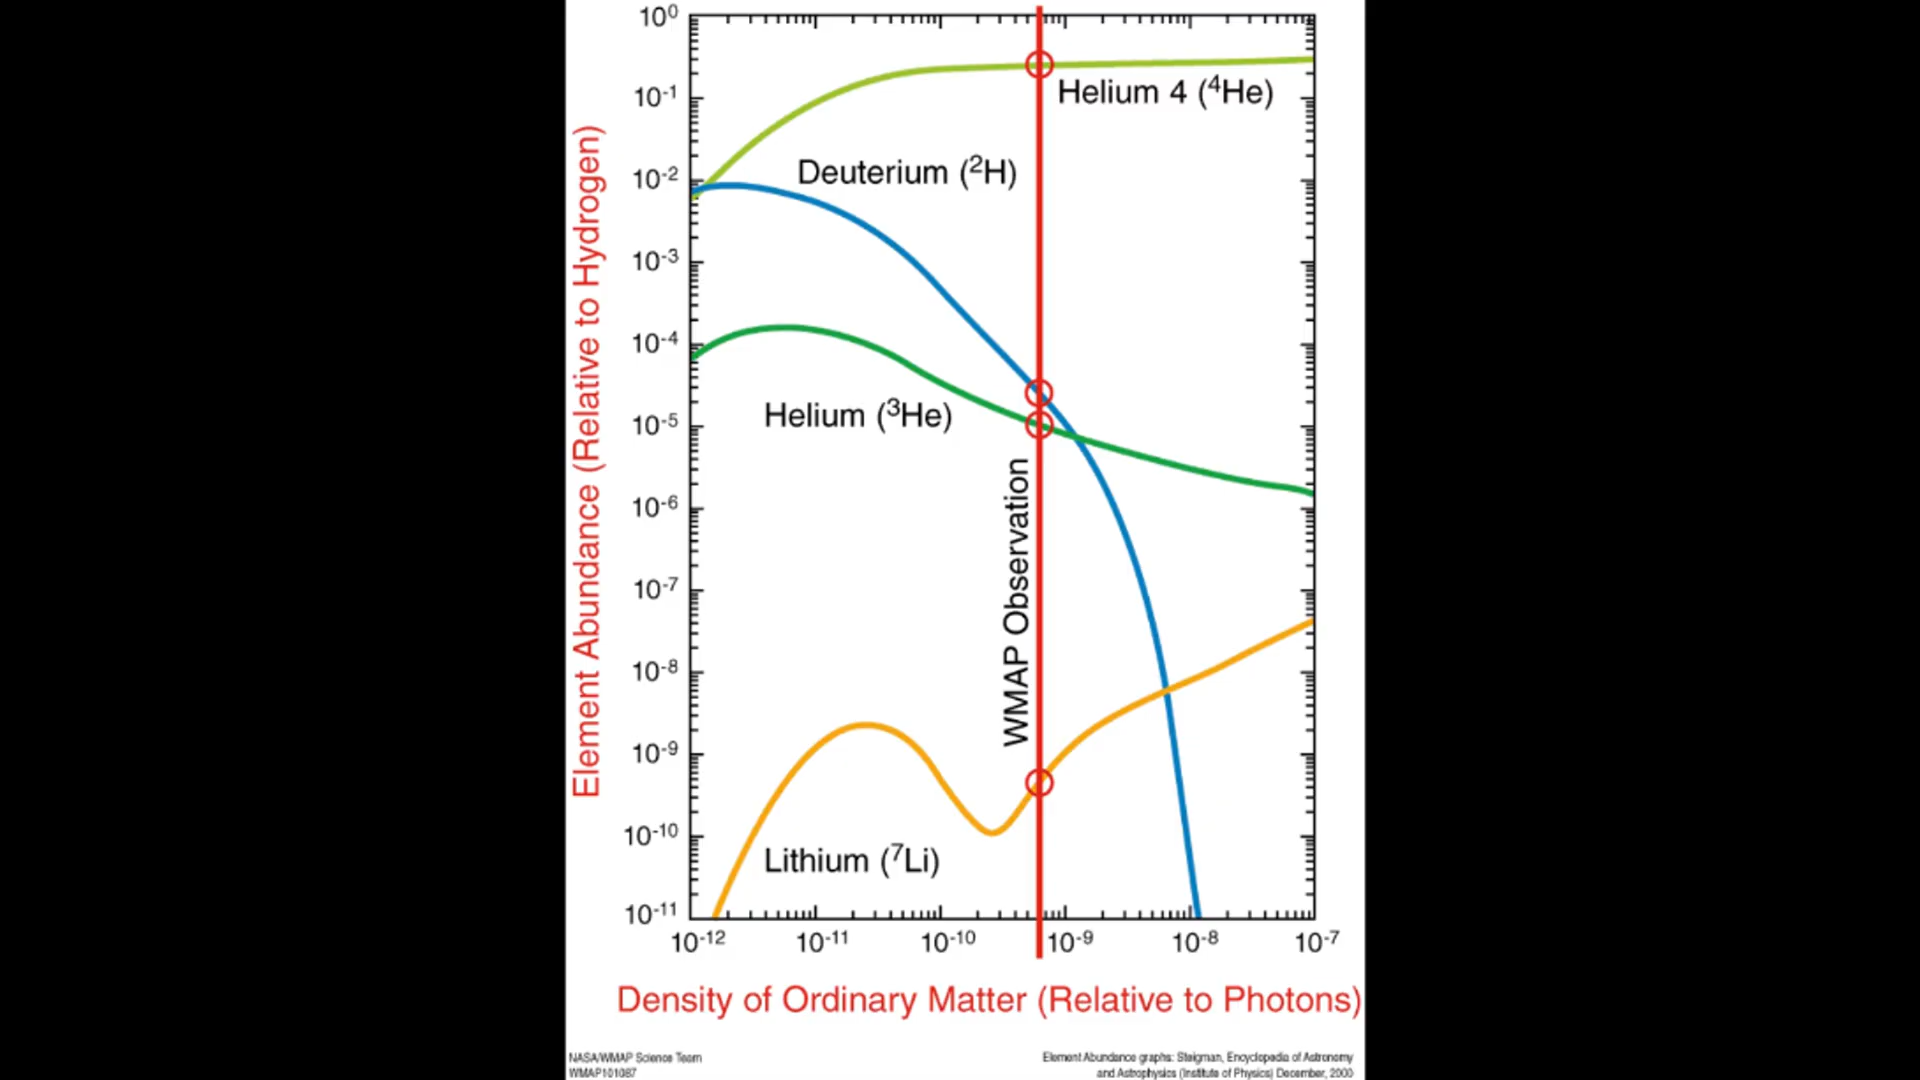 10⁰
10⁻¹
10⁻²
10⁻³
10⁻⁴
10⁻⁵
10⁻⁶
10⁻⁷
10⁻⁸
10⁻⁹
10⁻¹⁰
10⁻¹¹
Element Abundance (Relative to Hydrogen)
Helium 4 (⁴He)
Deuterium (²H)
Helium (³He)
WMAP Observation
Lithium (⁷Li)
10⁻¹² 10⁻¹¹ 10⁻¹⁰ 10⁻⁹ 10⁻⁸ 10⁻⁷
Density of Ordinary Matter (Relative to Photons)
NASA/WMAP Science Team
WMAP101087
Element Abundance graphs: Steigman, Encyclopedia of Astronomy
and Astrophysics (Institute of Physics) December, 2000